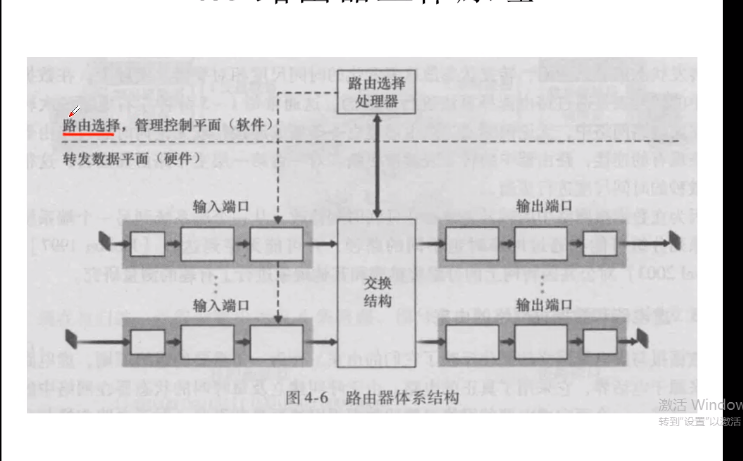 路由选择
处理器
路由选择，管理控制平面（软件）
转发数据平面（硬件）
输入端口
输出端口
交换
结构
输入端口
输出端口
图4-6 路由器体系结构
激活 Window
转到"设置"以激活